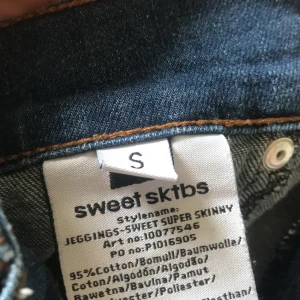 S
sweet sktbs
Stylename:
JEGGINGS-SWEET SUPER SKINNY
Art no:10077546
PO no:P1016905
95%Cotton/Bomull/Baumwolle/
Coton/Algodón/Algodão/
Bawełna/Bavlna/Pamut
Polyester/